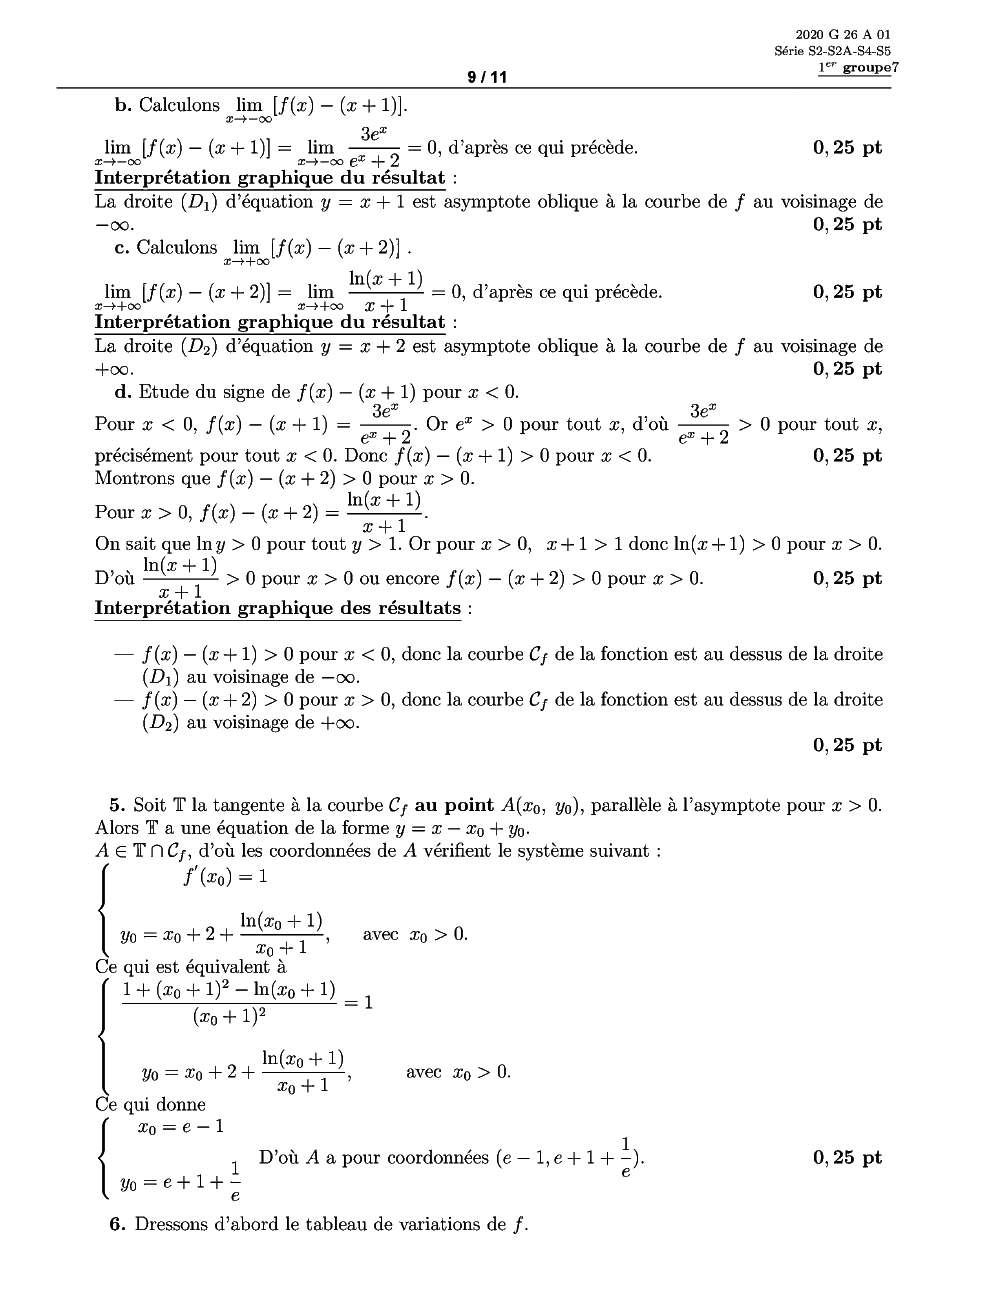 2020 G 26 A 01
Série S2-S2A-S4-S5
1er groupe7
9 / 11
b. Calculons lim x→−∞ [f(x) − (x + 1)].
lim x→−∞ [f(x) − (x + 1)] = lim x→−∞ 3e^x / (e^x + 2) = 0, d'après ce qui précède. 0, 25 pt
Interprétation graphique du résultat :
La droite (D₁) d'équation y = x + 1 est asymptote oblique à la courbe de f au voisinage de
−∞. 0, 25 pt
c. Calculons lim x→+∞ [f(x) − (x + 2)] .
lim x→+∞ [f(x) − (x + 2)] = lim x→+∞ ln(x + 1) / (x + 1) = 0, d'après ce qui précède. 0, 25 pt
Interprétation graphique du résultat :
La droite (D₂) d'équation y = x + 2 est asymptote oblique à la courbe de f au voisinage de
+∞. 0, 25 pt
d. Etude du signe de f(x) − (x + 1) pour x < 0.
Pour x < 0, f(x) − (x + 1) = 3e^x / (e^x + 2). Or e^x > 0 pour tout x, d'où 3e^x / (e^x + 2) > 0 pour tout x,
précisément pour tout x < 0. Donc f(x) − (x + 1) > 0 pour x < 0. 0, 25 pt
Montrons que f(x) − (x + 2) > 0 pour x > 0.
Pour x > 0, f(x) − (x + 2) = ln(x + 1) / (x + 1).
On sait que ln y > 0 pour tout y > 1. Or pour x > 0, x + 1 > 1 donc ln(x + 1) > 0 pour x > 0.
D'où ln(x + 1) / (x + 1) > 0 pour x > 0 ou encore f(x) − (x + 2) > 0 pour x > 0. 0, 25 pt
Interprétation graphique des résultats :
— f(x) − (x + 1) > 0 pour x < 0, donc la courbe 𝒞f de la fonction est au dessus de la droite
(D₁) au voisinage de −∞.
— f(x) − (x + 2) > 0 pour x > 0, donc la courbe 𝒞f de la fonction est au dessus de la droite
(D₂) au voisinage de +∞.
0, 25 pt
5. Soit 𝕋 la tangente à la courbe 𝒞f au point A(x₀, y₀), parallèle à l'asymptote pour x > 0.
Alors 𝕋 a une équation de la forme y = x − x₀ + y₀.
A ∈ 𝕋 ∩ 𝒞f, d'où les coordonnées de A vérifient le système suivant :
{ f′(x₀) = 1
y₀ = x₀ + 2 + ln(x₀ + 1) / (x₀ + 1), avec x₀ > 0.
Ce qui est équivalent à
{ (1 + (x₀ + 1)² − ln(x₀ + 1)) / (x₀ + 1)² = 1
y₀ = x₀ + 2 + ln(x₀ + 1) / (x₀ + 1), avec x₀ > 0.
Ce qui donne
{ x₀ = e − 1
D'où A a pour coordonnées (e − 1, e + 1 + 1/e). 0, 25 pt
y₀ = e + 1 + 1/e
6. Dressons d'abord le tableau de variations de f.